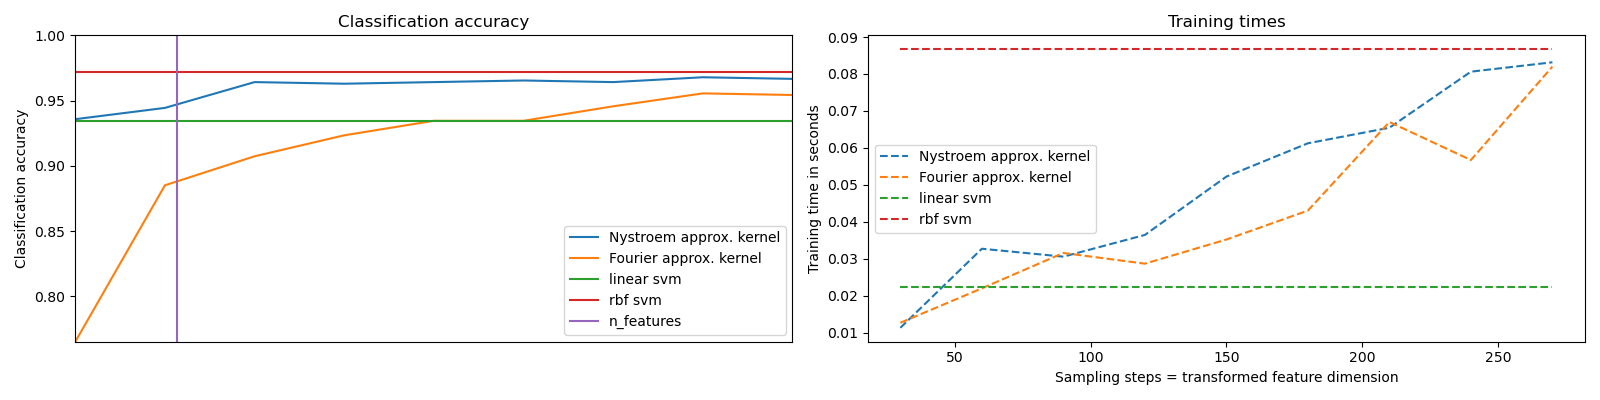 Classification accuracy
Classification accuracy
1.00
0.95
0.90
0.85
0.80
Nystroem approx. kernel
Fourier approx. kernel
linear svm
rbf svm
n_features
Training times
Training time in seconds
0.09
0.08
0.07
0.06
0.05
0.04
0.03
0.02
0.01
Nystroem approx. kernel
Fourier approx. kernel
linear svm
rbf svm
50 100 150 200 250
Sampling steps = transformed feature dimension